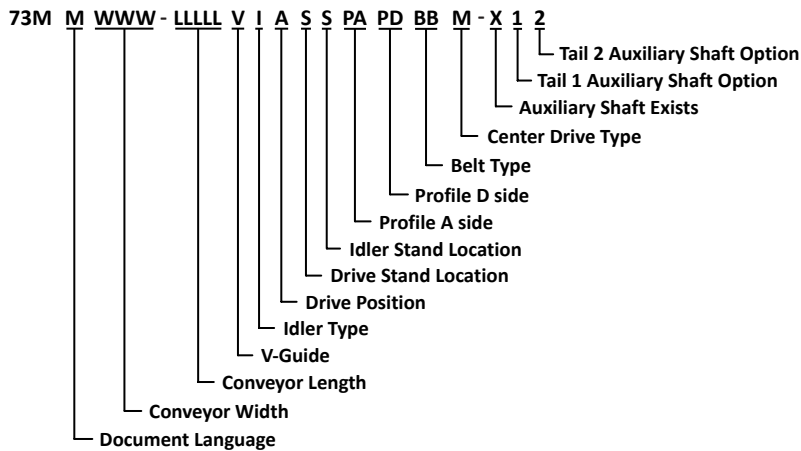 73M M WWW - LLLLL V I A S S PA PD BB M - X 1 2
Tail 2 Auxiliary Shaft Option
Tail 1 Auxiliary Shaft Option
Auxiliary Shaft Exists
Center Drive Type
Belt Type
Profile D side
Profile A side
Idler Stand Location
Drive Stand Location
Drive Position
Idler Type
V-Guide
Conveyor Length
Conveyor Width
Document Language